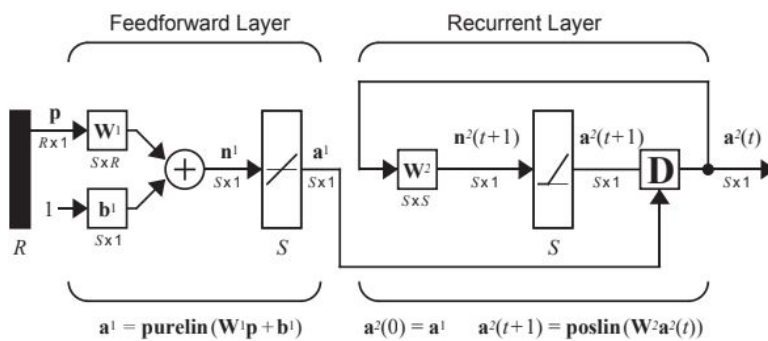 Feedforward Layer Recurrent Layer
p W¹ n¹ a¹ n²(t+1) a²(t+1) a²(t)
R x 1 S x R S x 1 S x 1 W² S x 1 S x 1 D S x 1
1 b¹ S x S
R S x 1 S S
a¹ = purelin(W¹p + b¹) a²(0) = a¹ a²(t+1) = poslin(W²a²(t))